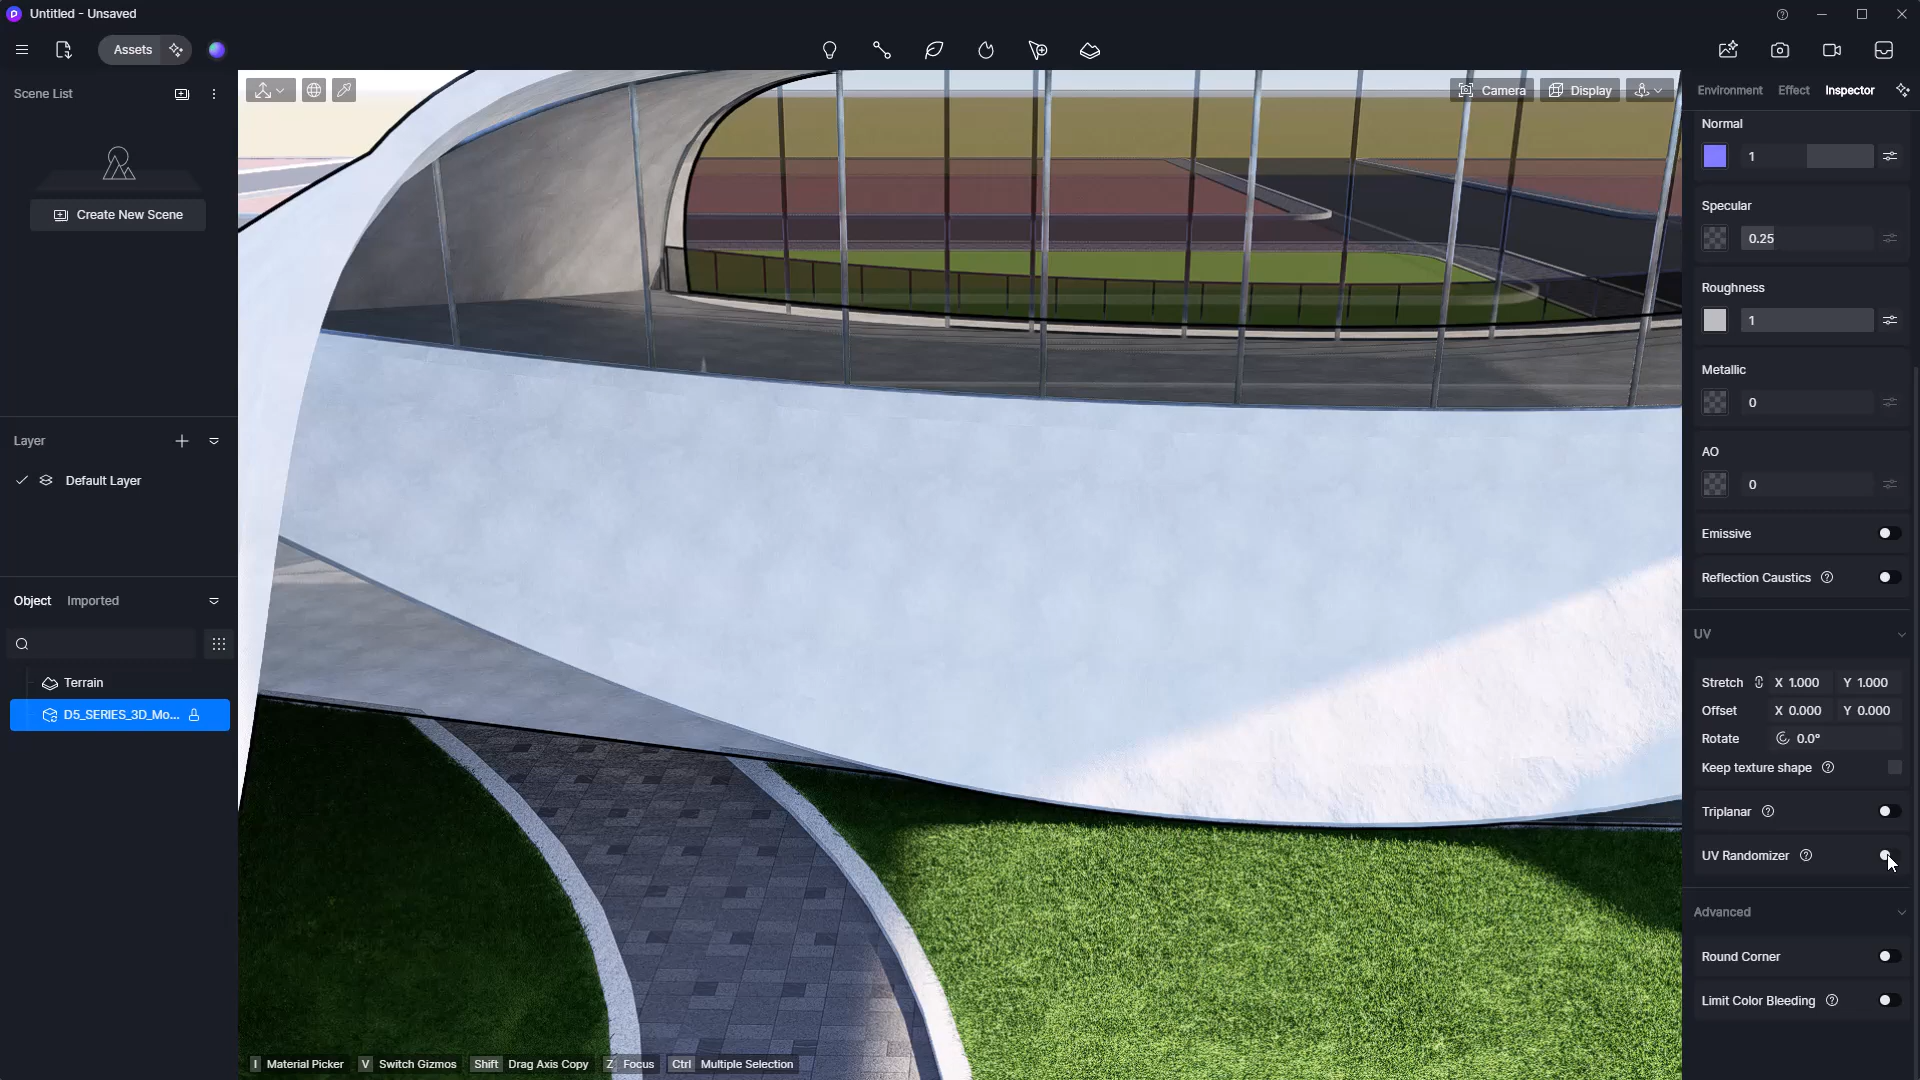 Untitled - Unsaved
Assets
Scene List
Create New Scene
Layer
Default Layer
Object Imported
Terrain
D5_SERIES_3D_Mo...
Camera
Display
I Material Picker V Switch Gizmos Shift Drag Axis Copy Z Focus Ctrl Multiple Selection
Environment Effect Inspector
Normal
1
Specular
0.25
Roughness
1
Metallic
0
AO
0
Emissive
Reflection Caustics
UV
Stretch X 1.000 Y 1.000
Offset X 0.000 Y 0.000
Rotate 0.0°
Keep texture shape
Triplanar
UV Randomizer
Advanced
Round Corner
Limit Color Bleeding